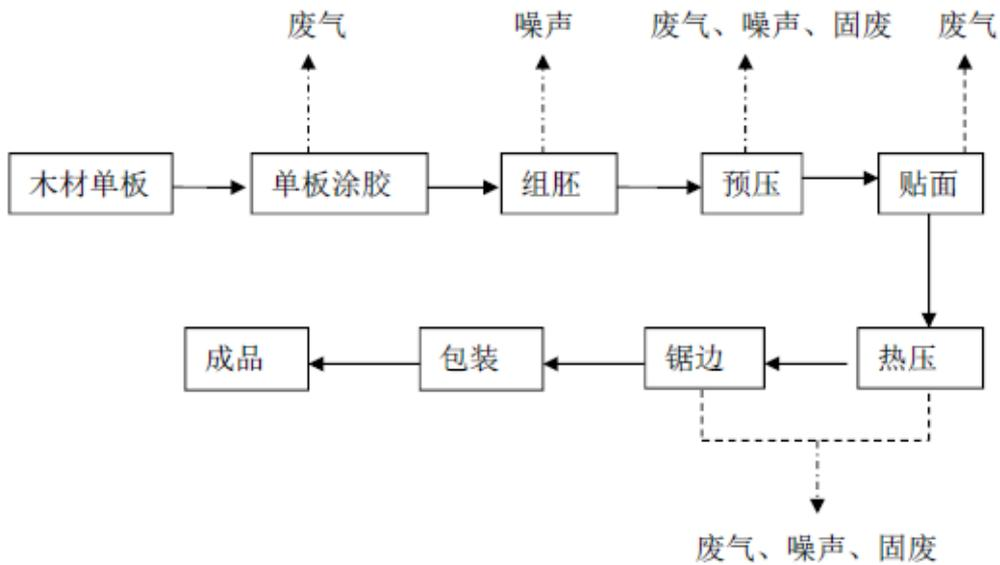 废气
噪声
废气、噪声、固废
废气
木材单板
单板涂胶
组胚
预压
贴面
成品
包装
锯边
热压
废气、噪声、固废